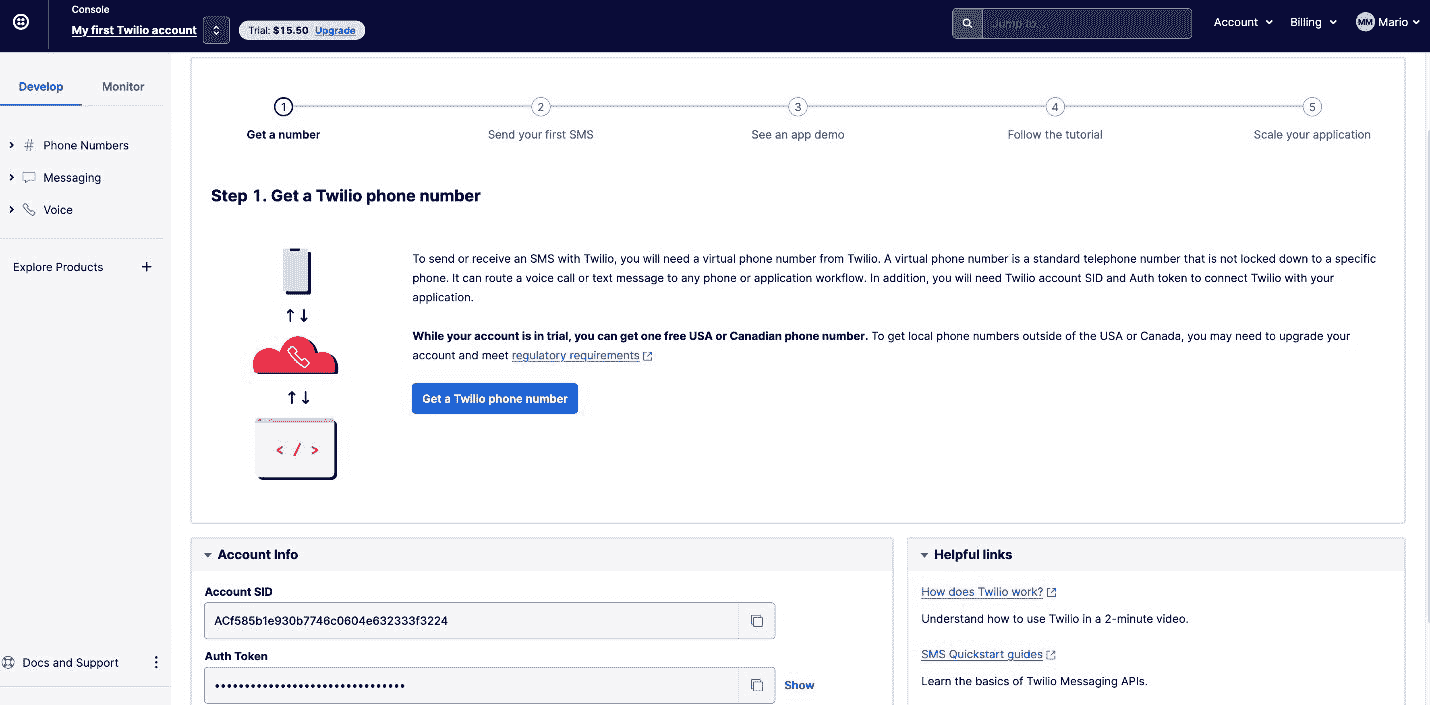 Console
My first Twilio account
Trial: $15.50 Upgrade
Jump to
Account
Billing
MM Mario
Develop
Monitor
Phone Numbers
Messaging
Voice
Explore Products
Docs and Support
1
2
3
4
5
Get a number
Send your first SMS
See an app demo
Follow the tutorial
Scale your application
Step 1. Get a Twilio phone number
To send or receive an SMS with Twilio, you will need a virtual phone number from Twilio. A virtual phone number is a standard telephone number that is not locked down to a specific
phone. It can route a voice call or text message to any phone or application workflow. In addition, you will need Twilio account SID and Auth token to connect Twilio with your
application.
While your account is in trial, you can get one free USA or Canadian phone number. To get local phone numbers outside of the USA or Canada, you may need to upgrade your
account and meet regulatory requirements
Get a Twilio phone number
< / >
Account Info
Account SID
ACf585b1e930b7746c0604e632333f3224
Auth Token
••••••••••••••••••••••••••••••••
Show
Helpful links
How does Twilio work?
Understand how to use Twilio in a 2-minute video.
SMS Quickstart guides
Learn the basics of Twilio Messaging APIs.